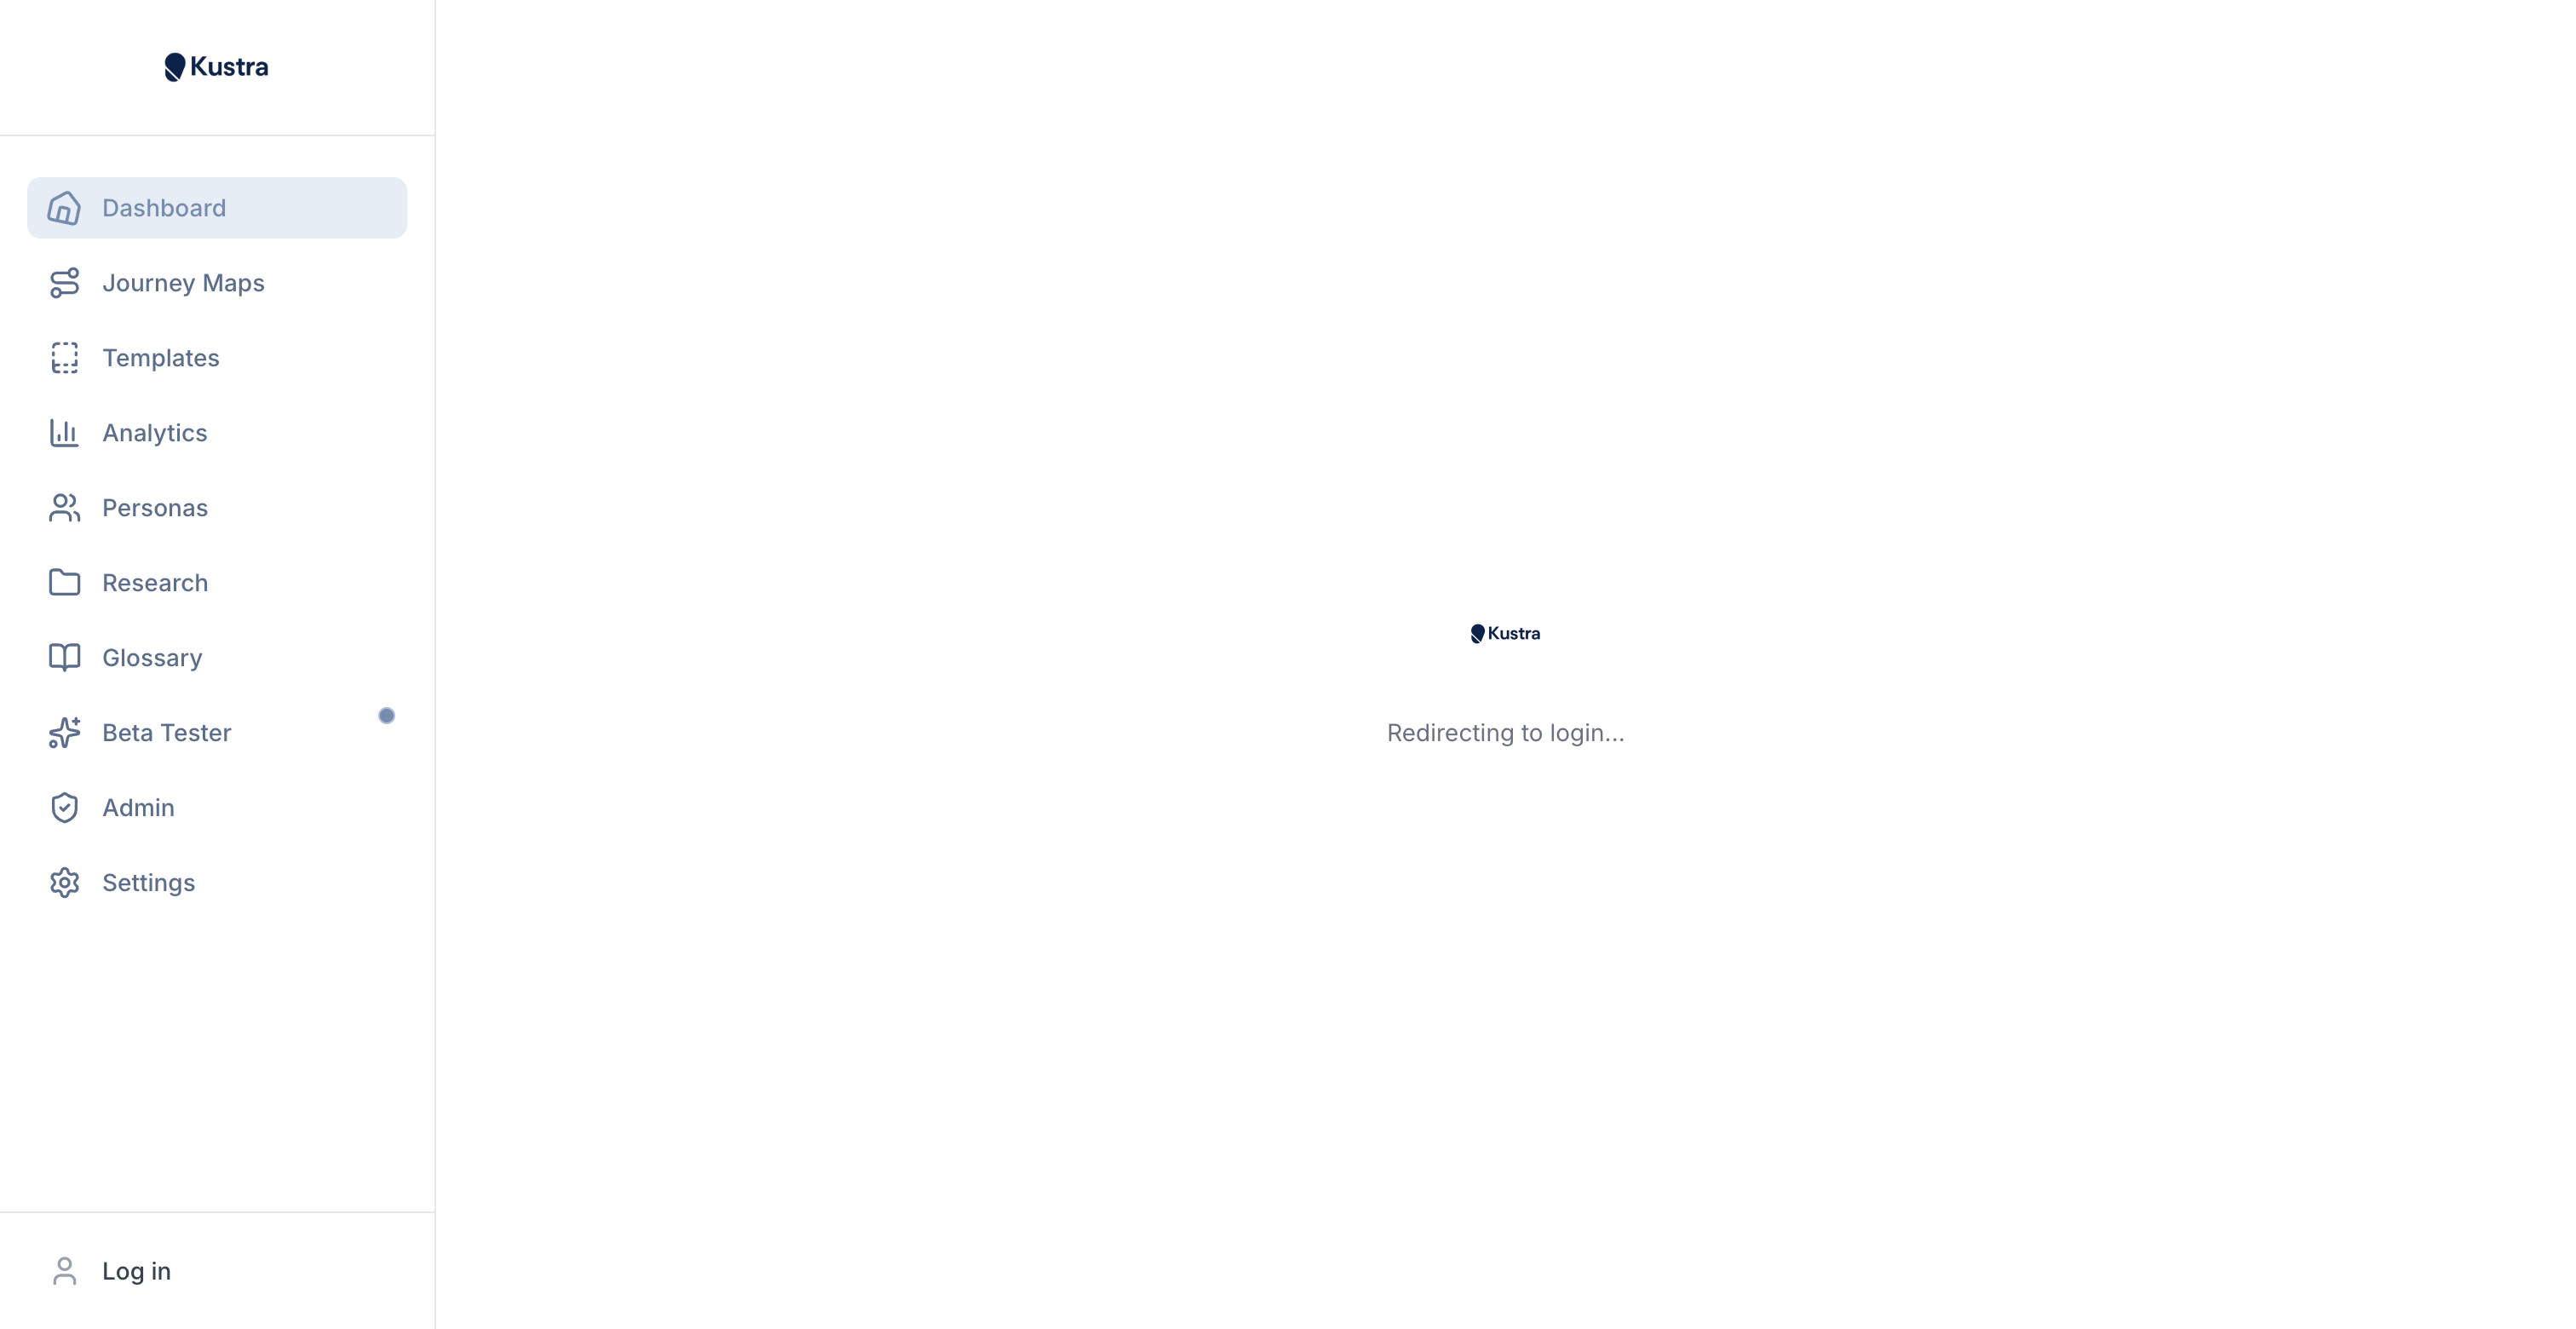 Kustra
Dashboard
Journey Maps
Templates
Analytics
Personas
Research
Glossary
Beta Tester
Admin
Settings
Log in
Kustra
Redirecting to login...